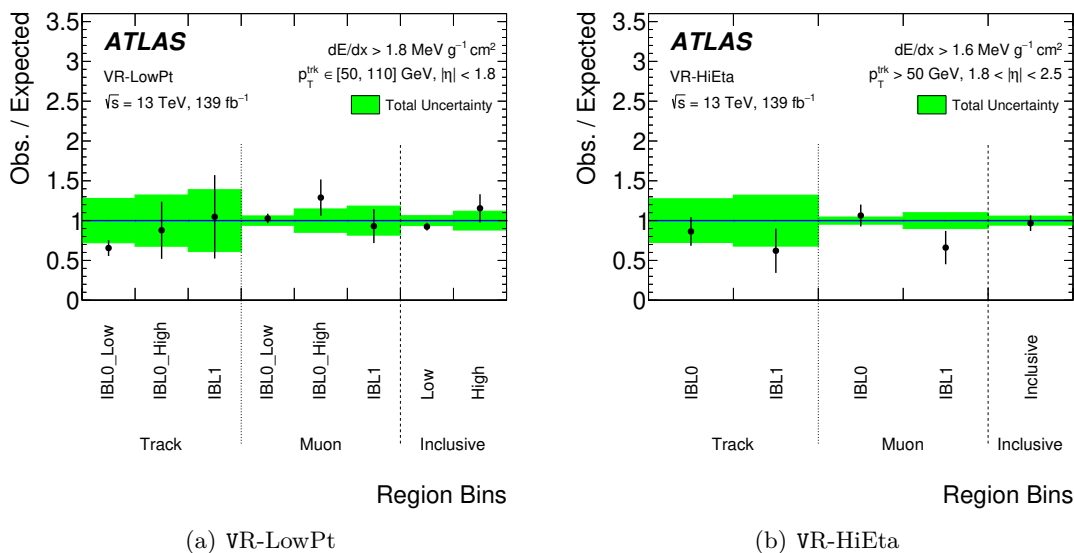 ATLAS
VR-LowPt
√s = 13 TeV, 139 fb⁻¹
dE/dx > 1.8 MeV g⁻¹ cm²
p_T^trk ∈ [50, 110] GeV, |η| < 1.8
Total Uncertainty
Obs. / Expected
3.5
3
2.5
2
1.5
1
0.5
0
IBL0_Low
IBL0_High
IBL1
IBL0_Low
IBL0_High
IBL1
Low
High
Track
Muon
Inclusive
Region Bins
(a) VR-LowPt
ATLAS
VR-HiEta
√s = 13 TeV, 139 fb⁻¹
dE/dx > 1.6 MeV g⁻¹ cm²
p_T^trk > 50 GeV, 1.8 < |η| < 2.5
Total Uncertainty
Obs. / Expected
3.5
3
2.5
2
1.5
1
0.5
0
IBL0
IBL1
IBL0
IBL1
Inclusive
Track
Muon
Inclusive
Region Bins
(b) VR-HiEta